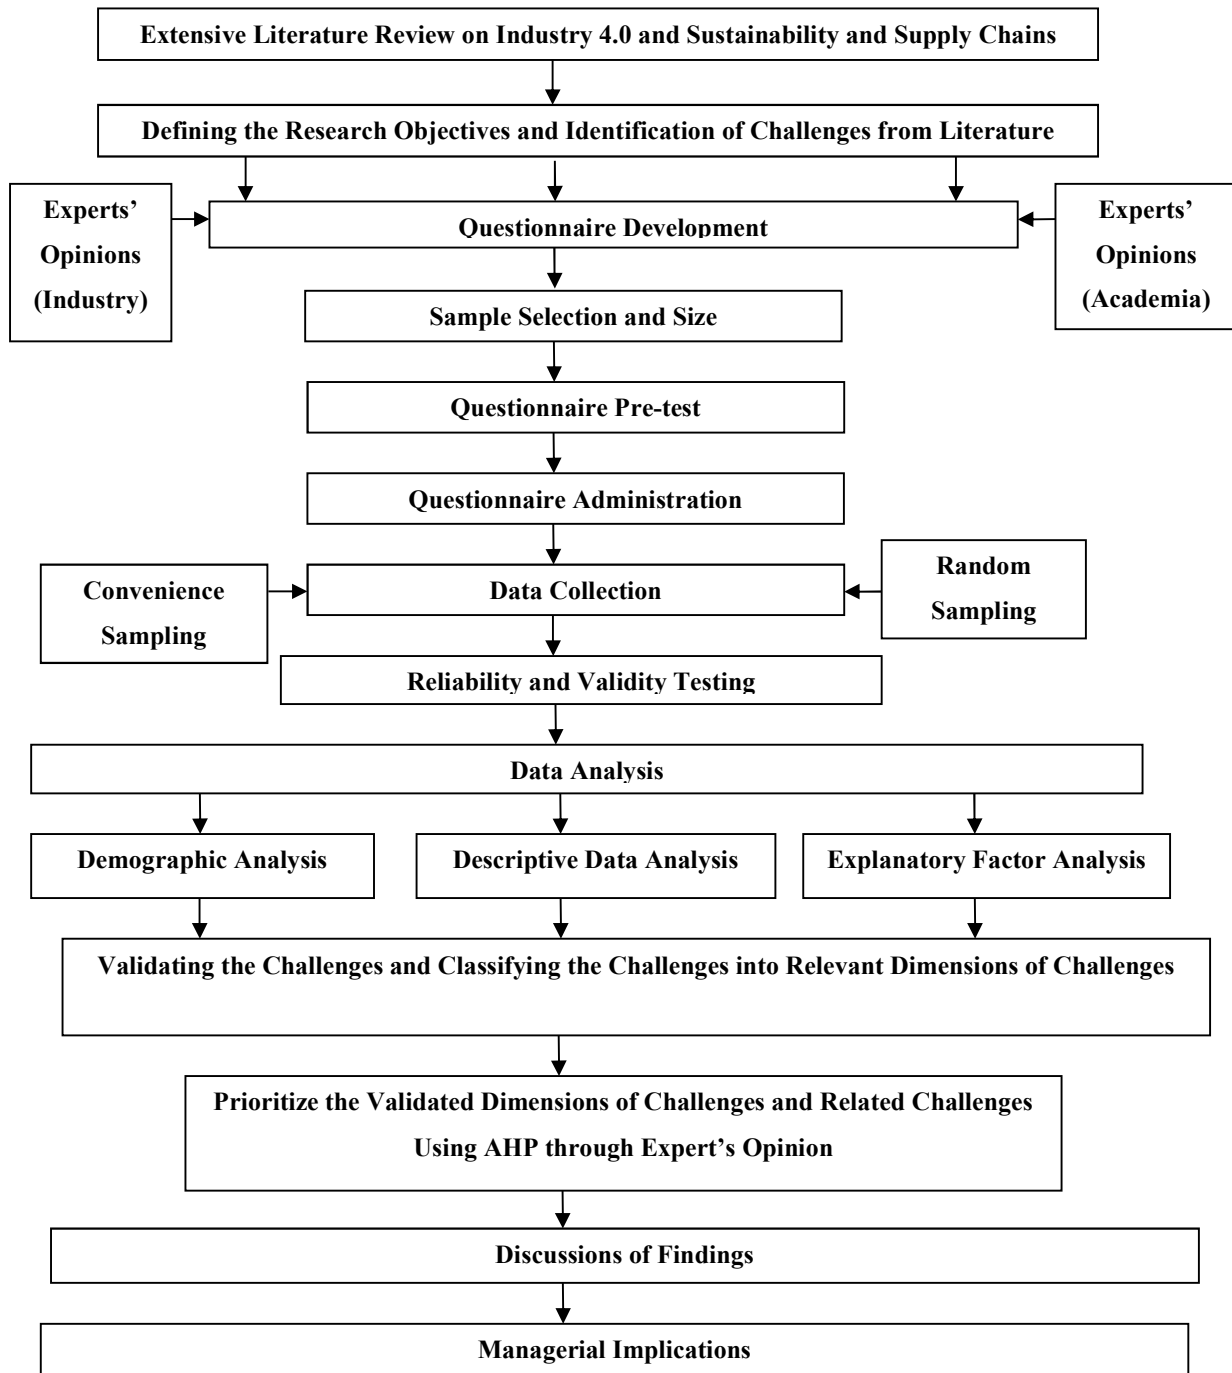 Extensive Literature Review on Industry 4.0 and Sustainability and Supply Chains
Defining the Research Objectives and Identification of Challenges from Literature
Experts’
Opinions
(Industry)
Questionnaire Development
Experts’
Opinions
(Academia)
Sample Selection and Size
Questionnaire Pre-test
Questionnaire Administration
Convenience
Sampling
Data Collection
Random
Sampling
Reliability and Validity Testing
Data Analysis
Demographic Analysis
Descriptive Data Analysis
Explanatory Factor Analysis
Validating the Challenges and Classifying the Challenges into Relevant Dimensions of Challenges
Prioritize the Validated Dimensions of Challenges and Related Challenges
Using AHP through Expert’s Opinion
Discussions of Findings
Managerial Implications